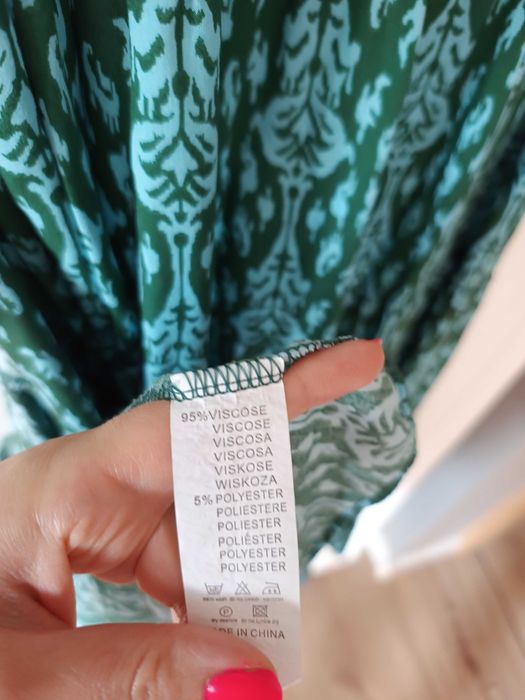 95% VISCOSE
VISCOSE
VISCOSA
VISCOSA
VISKOSE
WISKOZA
5% POLYESTER
POLIESTERE
POLIESTER
POLIÉSTER
POLYESTER
POLYESTER
P
DE IN CHINA